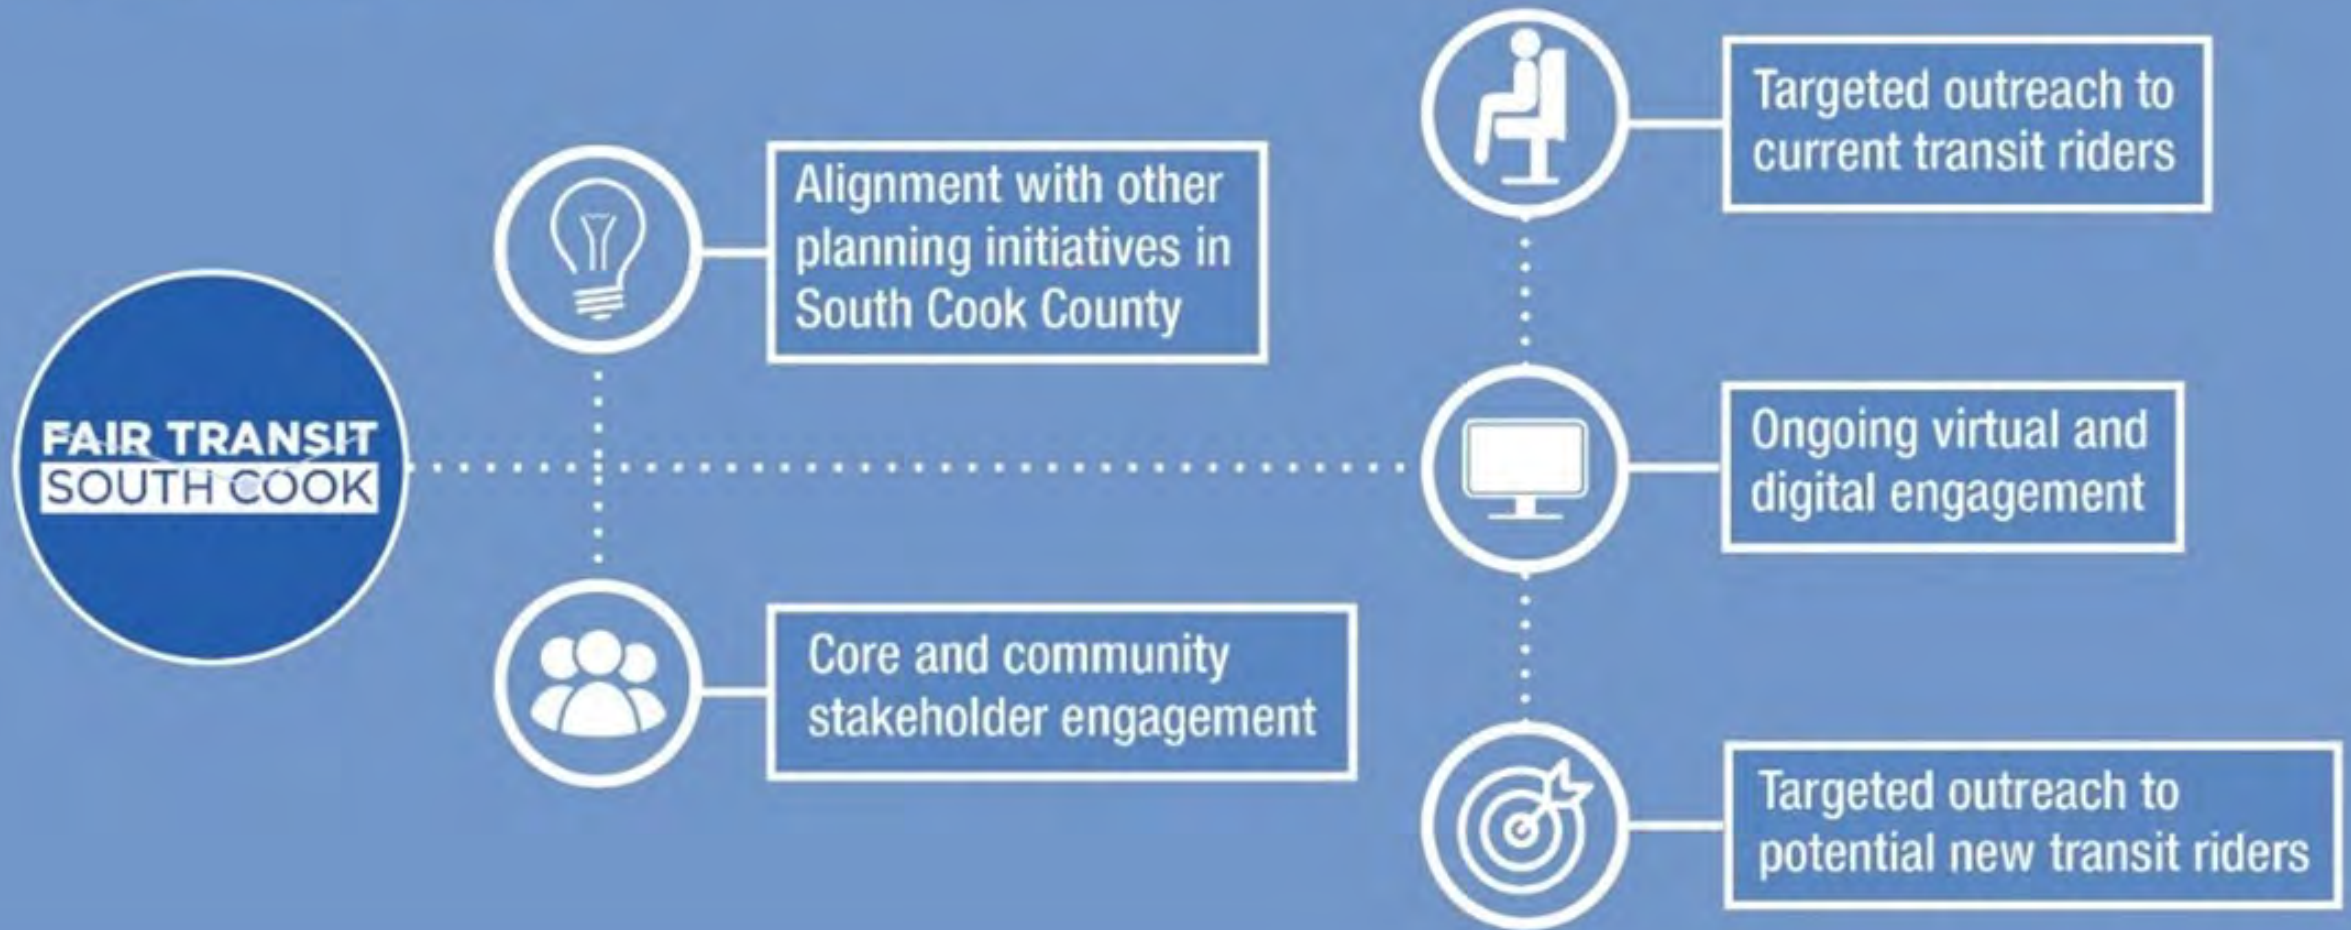 FAIR TRANSIT
SOUTH COOK
Alignment with other
planning initiatives in
South Cook County
Core and community
stakeholder engagement
Targeted outreach to
current transit riders
Ongoing virtual and
digital engagement
Targeted outreach to
potential new transit riders